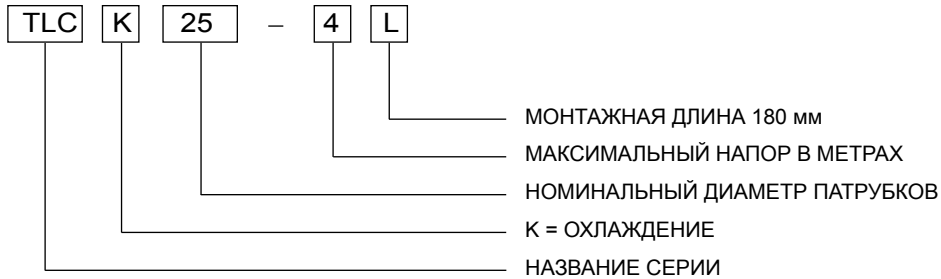 TLC K 25 – 4 L
МОНТАЖНАЯ ДЛИНА 180 мм
МАКСИМАЛЬНЫЙ НАПОР В МЕТРАХ
НОМИНАЛЬНЫЙ ДИАМЕТР ПАТРУБКОВ
K = ОХЛАЖДЕНИЕ
НАЗВАНИЕ СЕРИИ